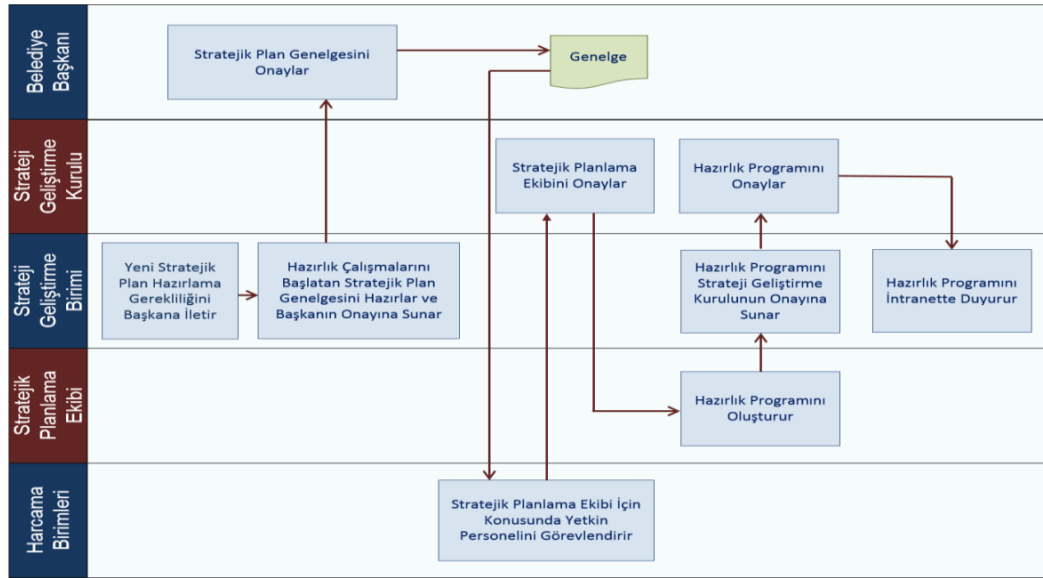 Belediye
Başkanı
Stratejik Plan Genelgesini
Onaylar
Genelge
Strateji
Geliştirme
Kurulu
Stratejik Planlama
Ekibini Onaylar
Hazırlık Programını
Onaylar
Strateji
Geliştirme
Birimi
Yeni Stratejik
Plan Hazırlama
Gerekliliğini
Başkana İletir
Hazırlık Çalışmalarını
Başlatan Stratejik Plan
Genelgesini Hazırlar ve
Başkanın Onayına Sunar
Hazırlık Programını
Strateji Geliştirme
Kurulunun Onayına
Sunar
Hazırlık Programını
İntranette Duyurur
Stratejik
Planlama
Ekibi
Hazırlık Programını
Oluşturur
Harcama
Birimleri
Stratejik Planlama Ekibi İçin
Konusunda Yetkin
Personelini Görevlendirir